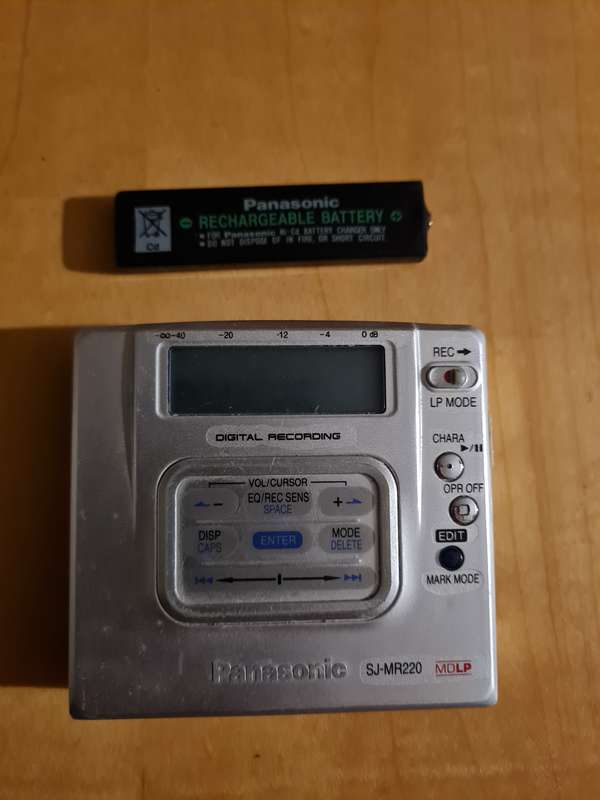 Panasonic
RECHARGEABLE BATTERY
FOR Panasonic Ni-Cd BATTERY CHARGER ONLY
DO NOT DISPOSE OF IN FIRE, OR SHORT CIRCUIT.
Cd
-∞-40 -20 -12 -4 0 dB
REC
LP MODE
DIGITAL RECORDING
CHARA
OPR OFF
VOL/CURSOR
− EQ/REC SENS +
SPACE
DISP ENTER MODE
CAPS DELETE
EDIT
MARK MODE
Panasonic SJ-MR220 MDLP